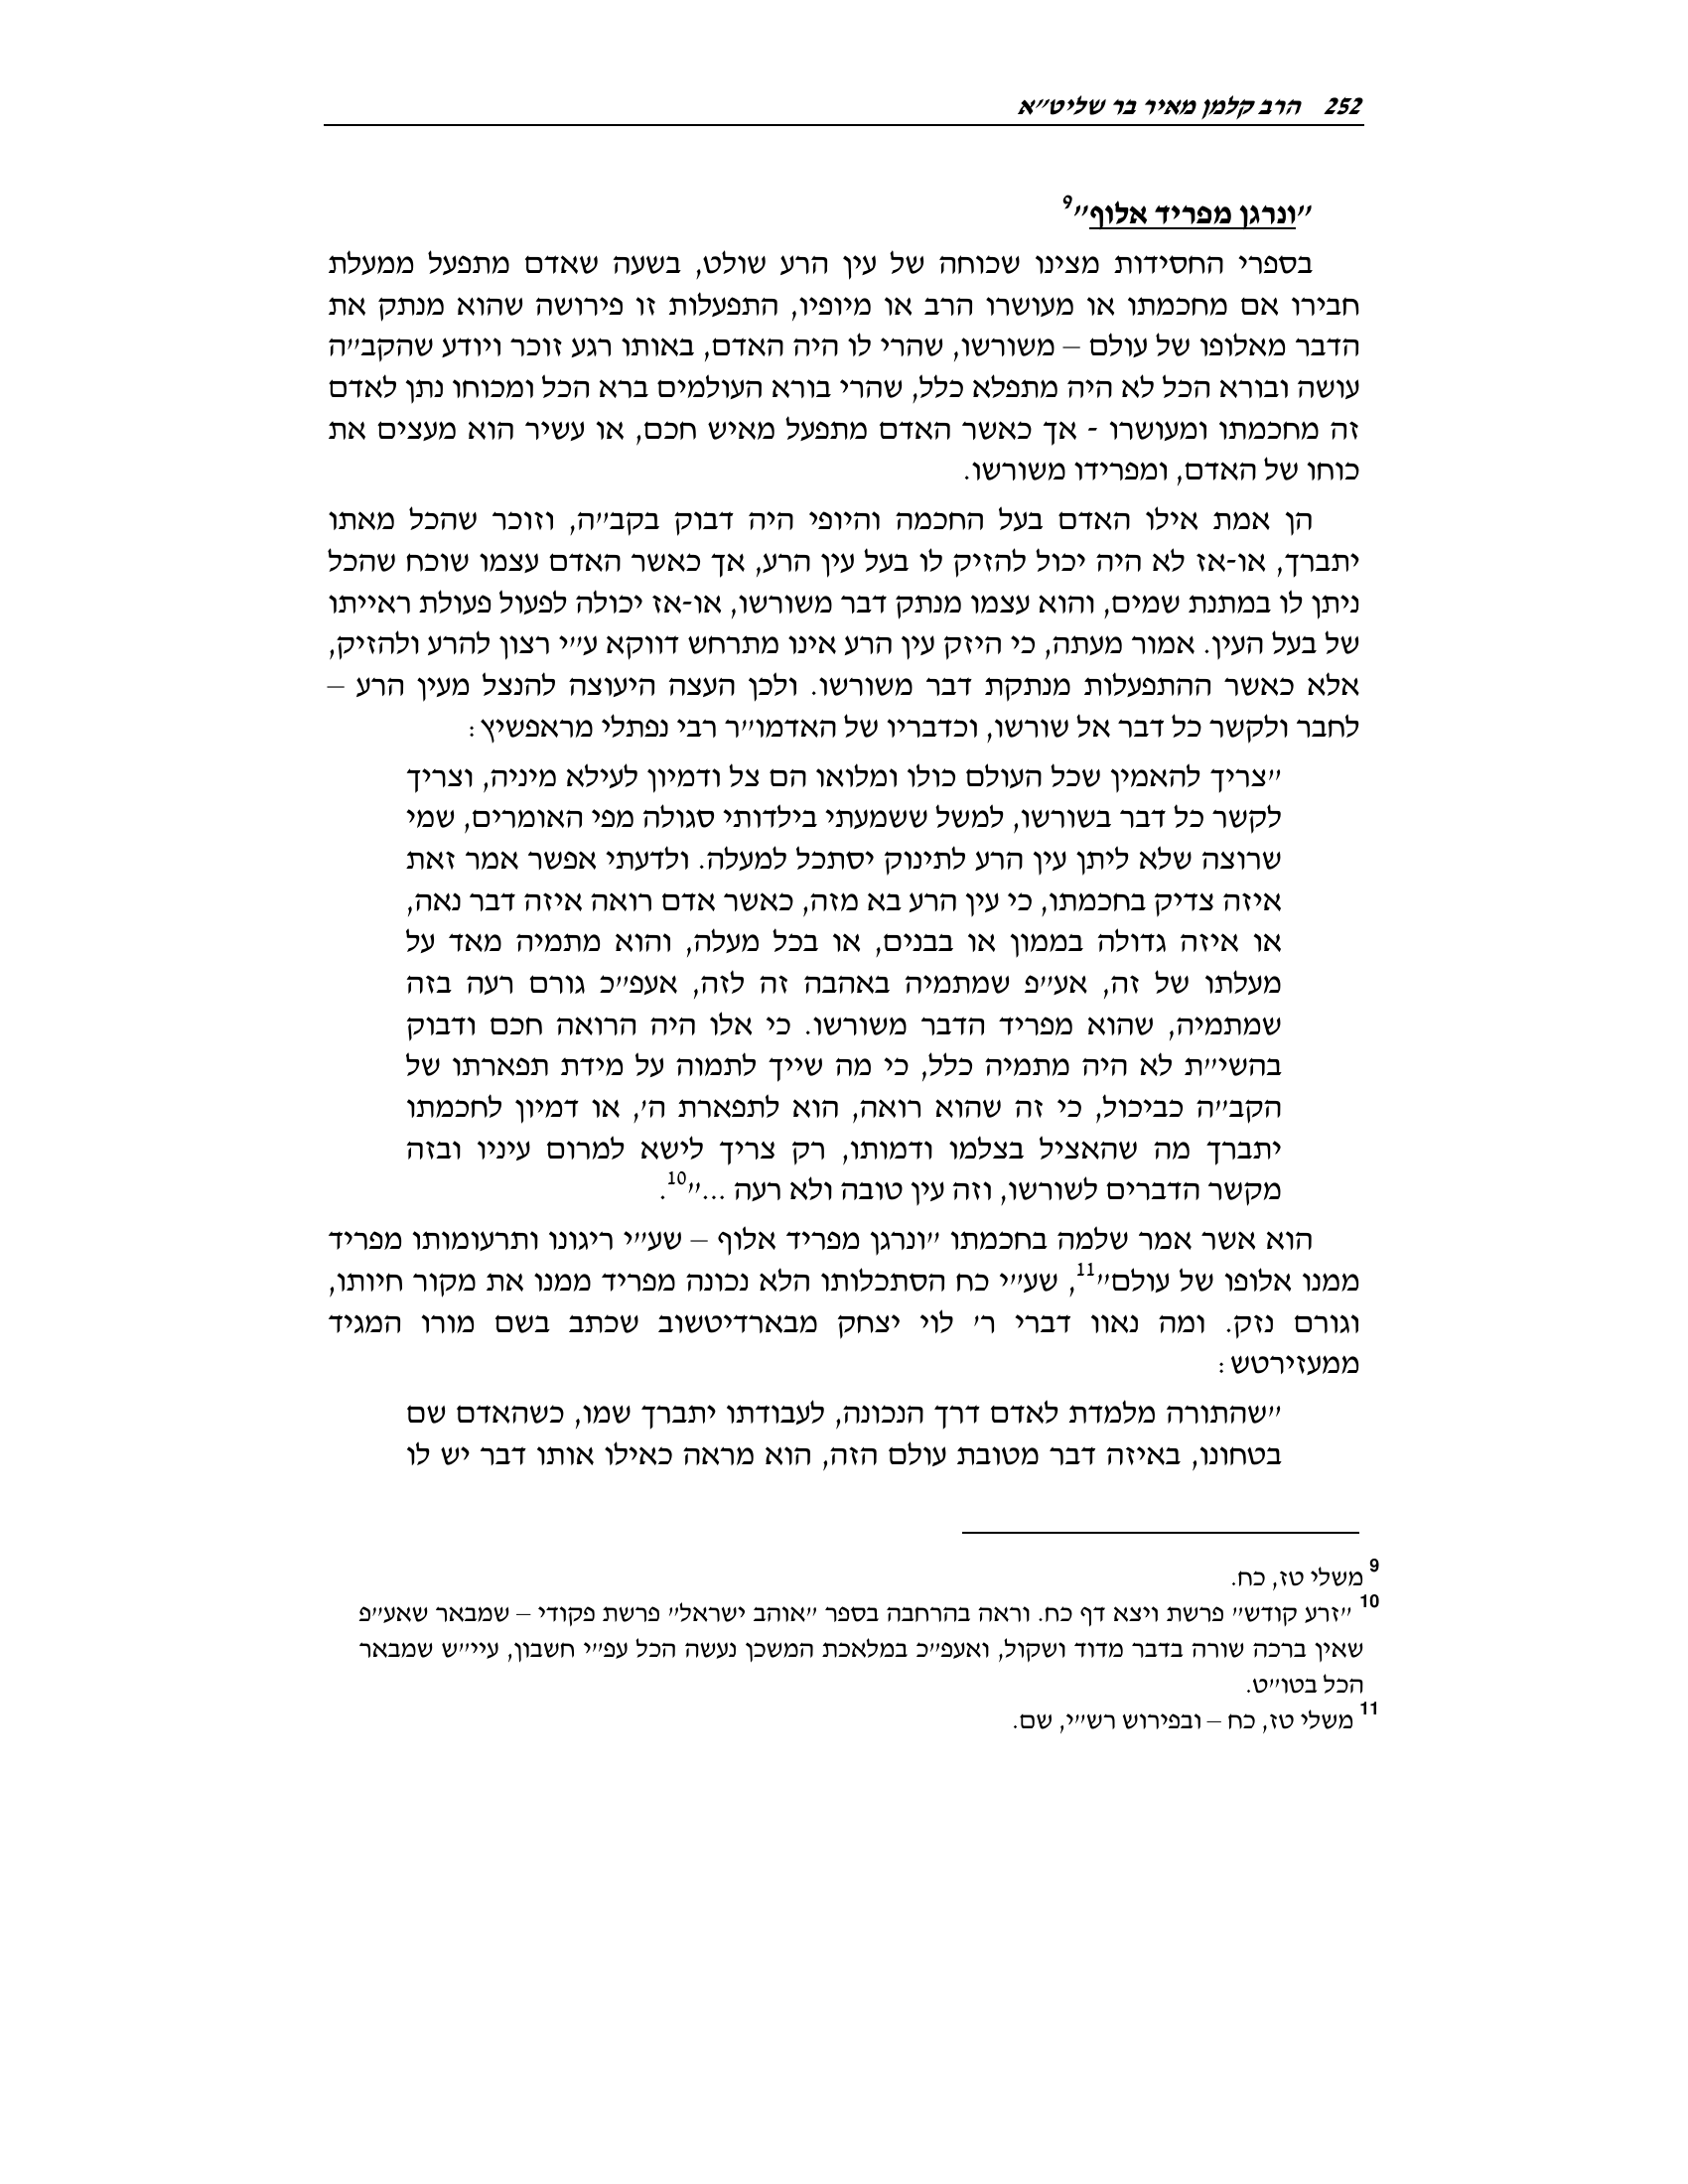 252 הרב קלמן מאיר בר שליט״א
״ונרגן מפריד אלוף״9
בספרי החסידות מצינו שכוחה של עין הרע שולט, בשעה שאדם מתפעל ממעלת
חבירו אם מחכמתו או מעושרו הרב או מיופיו, התפעלות זו פירושה שהוא מנתק את
הדבר מאלופו של עולם – משורשו, שהרי לו היה האדם, באותו רגע זוכר ויודע שהקב״ה
עושה ובורא הכל לא היה מתפלא כלל, שהרי בורא העולמים ברא הכל ומכוחו נתן לאדם
זה מחכמתו ומעושרו - אך כאשר האדם מתפעל מאיש חכם, או עשיר הוא מעצים את
כוחו של האדם, ומפרידו משורשו.
הן אמת אילו האדם בעל החכמה והיופי היה דבוק בקב״ה, וזוכר שהכל מאתו
יתברך, או-אז לא היה יכול להזיק לו בעל עין הרע, אך כאשר האדם עצמו שוכח שהכל
ניתן לו במתנת שמים, והוא עצמו מנתק דבר משורשו, או-אז יכולה לפעול פעולת ראייתו
של בעל העין. אמור מעתה, כי היזק עין הרע אינו מתרחש דווקא ע״י רצון להרע ולהזיק,
אלא כאשר ההתפעלות מנתקת דבר משורשו. ולכן העצה היעוצה להנצל מעין הרע –
לחבר ולקשר כל דבר אל שורשו, וכדבריו של האדמו״ר רבי נפתלי מראפשיץ:
״צריך להאמין שכל העולם כולו ומלואו הם צל ודמיון לעילא מיניה, וצריך
לקשר כל דבר בשורשו, למשל ששמעתי בילדותי סגולה מפי האומרים, שמי
שרוצה שלא ליתן עין הרע לתינוק יסתכל למעלה. ולדעתי אפשר אמר זאת
איזה צדיק בחכמתו, כי עין הרע בא מזה, כאשר אדם רואה איזה דבר נאה,
או איזה גדולה בממון או בבנים, או בכל מעלה, והוא מתמיה מאד על
מעלתו של זה, אע״פ שמתמיה באהבה זה לזה, אעפ״כ גורם רעה בזה
שמתמיה, שהוא מפריד הדבר משורשו. כי אלו היה הרואה חכם ודבוק
בהשי״ת לא היה מתמיה כלל, כי מה שייך לתמוה על מידת תפארתו של
הקב״ה כביכול, כי זה שהוא רואה, הוא לתפארת ה׳, או דמיון לחכמתו
יתברך מה שהאציל בצלמו ודמותו, רק צריך לישא למרום עיניו ובזה
מקשר הדברים לשורשו, וזה עין טובה ולא רעה ...״10.
הוא אשר אמר שלמה בחכמתו ״ונרגן מפריד אלוף – שע״י ריגונו ותרעומותו מפריד
ממנו אלופו של עולם״11, שע״י כח הסתכלותו הלא נכונה מפריד ממנו את מקור חיותו,
וגורם נזק. ומה נאוו דברי ר׳ לוי יצחק מבארדיטשוב שכתב בשם מורו המגיד
ממעזירטש:
״שהתורה מלמדת לאדם דרך הנכונה, לעבודתו יתברך שמו, כשהאדם שם
בטחונו, באיזה דבר מטובת עולם הזה, הוא מראה כאילו אותו דבר יש לו
9 משלי טז, כח.
10 ״זרע קודש״ פרשת ויצא דף כח. וראה בהרחבה בספר ״אוהב ישראל״ פרשת פקודי – שמבאר שאע״פ
שאין ברכה שורה בדבר מדוד ושקול, ואעפ״כ במלאכת המשכן נעשה הכל עפ״י חשבון, עיי״ש שמבאר
הכל בטו״ט.
11 משלי טז, כח – ובפירוש רש״י, שם.